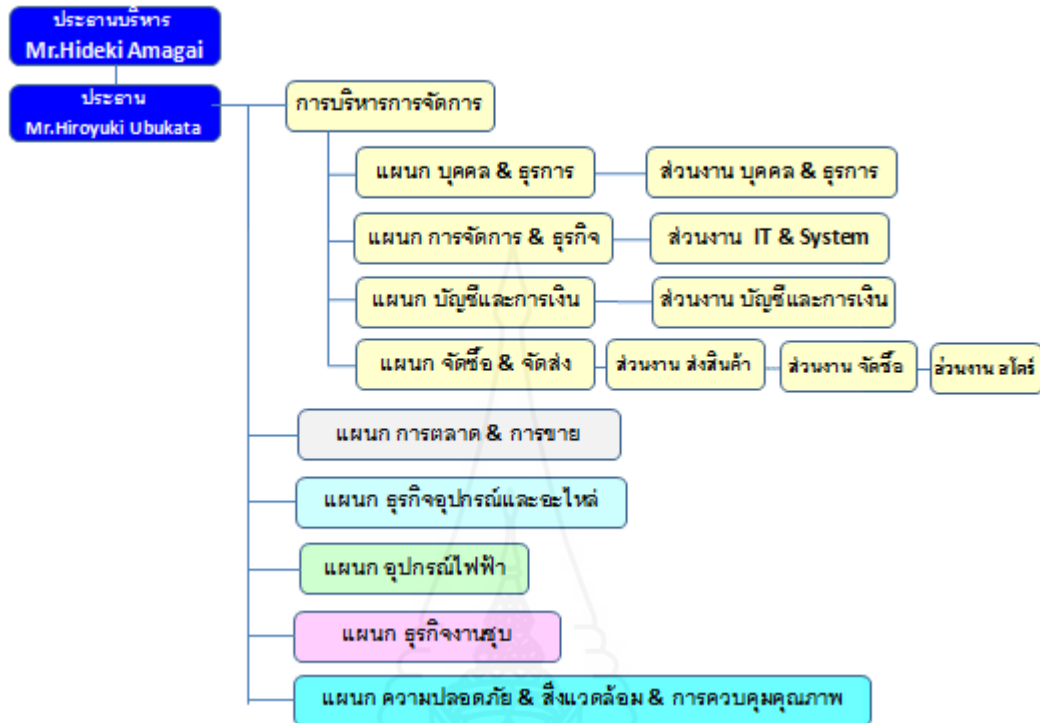 ประธานบริหาร
Mr.Hideki Amagai
ประธาน
Mr.Hiroyuki Ubukata
การบริหารการจัดการ
แผนก บุคคล & ธุรการ
ส่วนงาน บุคคล & ธุรการ
แผนก การจัดการ & ธุรกิจ
ส่วนงาน IT & System
แผนก บัญชีและการเงิน
ส่วนงาน บัญชีและการเงิน
แผนก จัดซื้อ & จัดส่ง
ส่วนงาน ส่งสินค้า
ส่วนงาน จัดซื้อ
ส่วนงาน สโตร์
แผนก การตลาด & การขาย
แผนก ธุรกิจอุปกรณ์และอะไหล่
แผนก อุปกรณ์ไฟฟ้า
แผนก ธุรกิจงานชุบ
แผนก ความปลอดภัย & สิ่งแวดล้อม & การควบคุมคุณภาพ